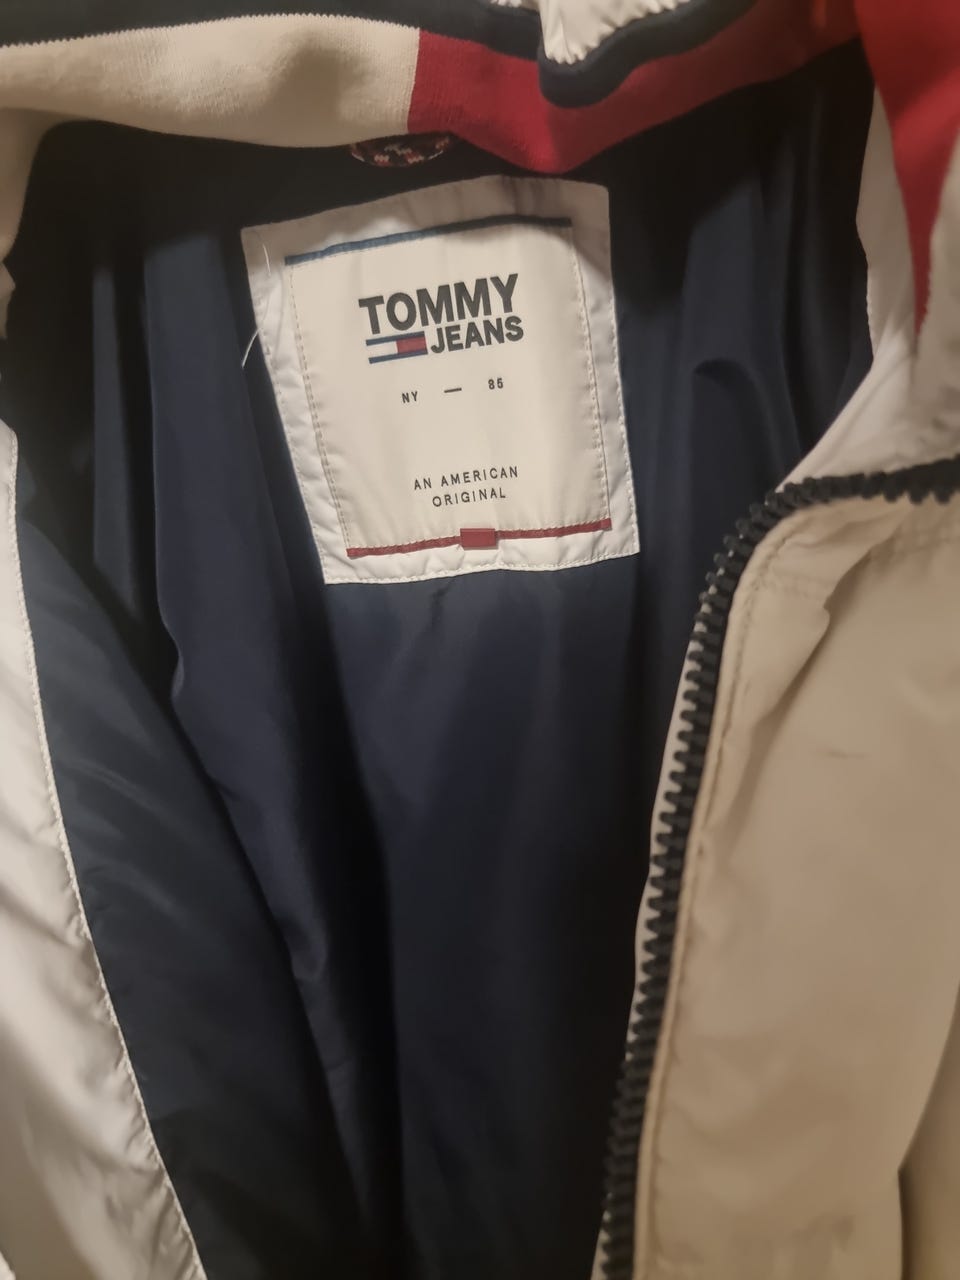 TOMMY
JEANS
NY — 85
AN AMERICAN
ORIGINAL